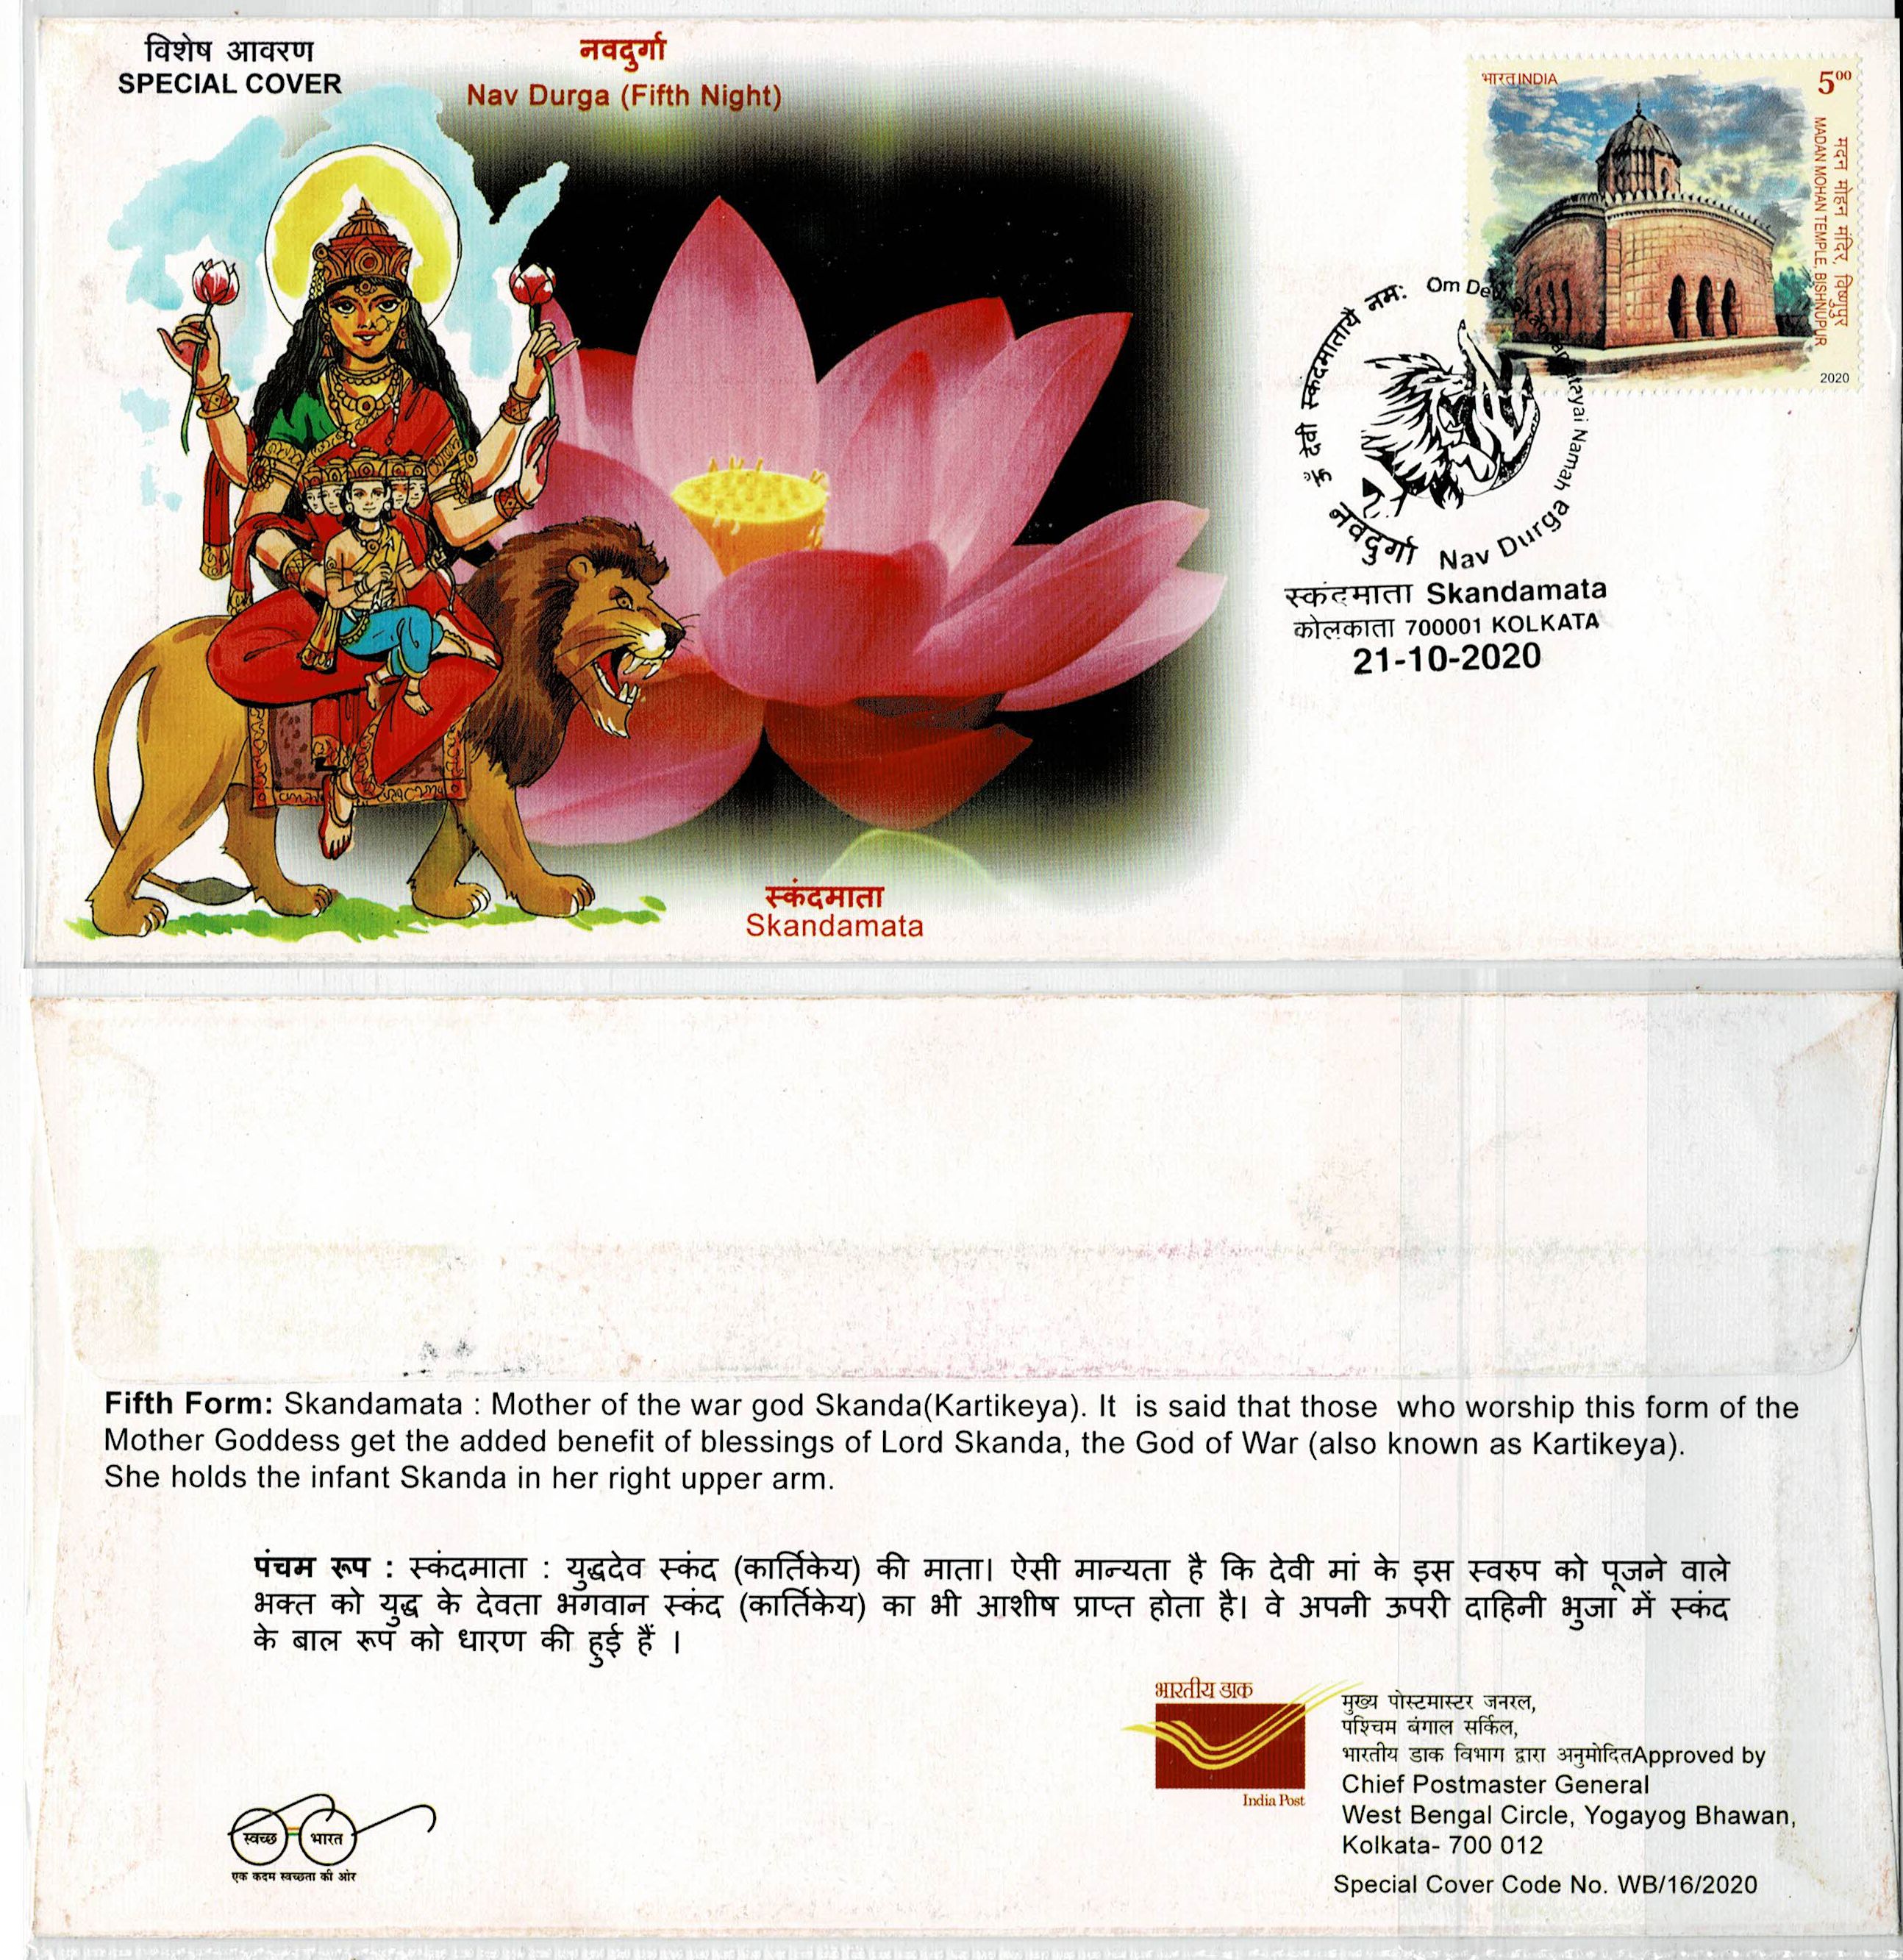 विशेष आवरण
SPECIAL COVER
नवदुर्गा
Nav Durga (Fifth Night)
भारत INDIA
500
मदन मोहन मंदिर, विष्णुपुर
MADAN MOHAN TEMPLE, BISHNUPUR
2020
ॐ देवी स्कंदमातायै नमः
Om Devi Namah
नवदुर्गा Nav Durga
स्कंदमाता Skandamata
कोलकाता 700001 KOLKATA
21-10-2020
स्कंदमाता
Skandamata
Fifth Form: Skandamata : Mother of the war god Skanda(Kartikeya). It is said that those who worship this form of the
Mother Goddess get the added benefit of blessings of Lord Skanda, the God of War (also known as Kartikeya).
She holds the infant Skanda in her right upper arm.
पंचम रूप : स्कंदमाता : युद्धदेव स्कंद (कार्तिकेय) की माता। ऐसी मान्यता है कि देवी मां के इस स्वरुप को पूजने वाले
भक्त को युद्ध के देवता भगवान स्कंद (कार्तिकेय) का भी आशीष प्राप्त होता है। वे अपनी ऊपरी दाहिनी भुजा में स्कंद
के बाल रूप को धारण की हुई हैं ।
भारतीय डाक
India Post
मुख्य पोस्टमास्टर जनरल,
पश्चिम बंगाल सर्किल,
भारतीय डाक विभाग द्वारा अनुमोदितApproved by
Chief Postmaster General
West Bengal Circle, Yogayog Bhawan,
Kolkata- 700 012
Special Cover Code No. WB/16/2020
स्वच्छ भारत
एक कदम स्वच्छता की ओर